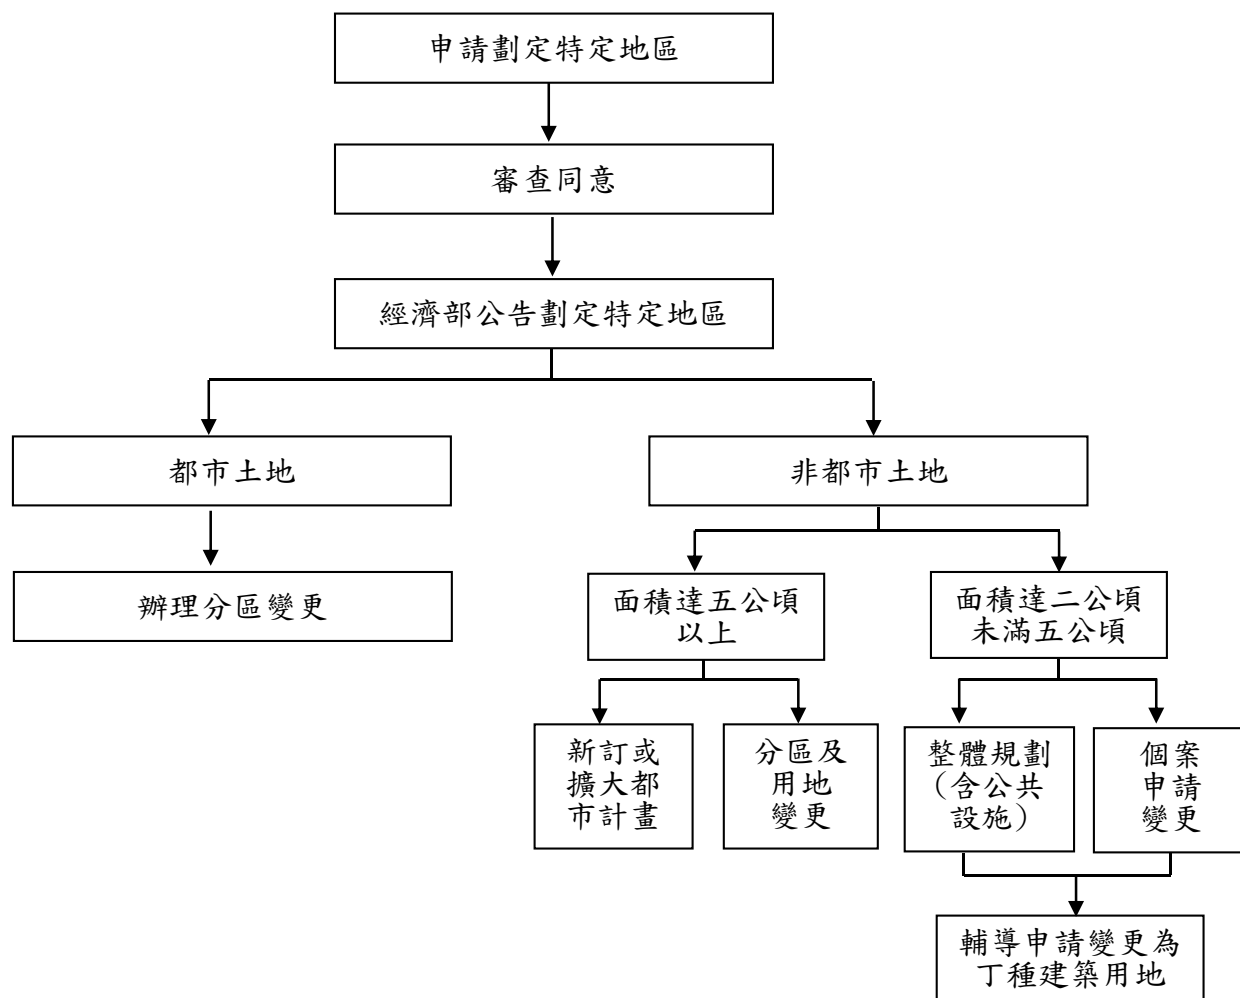 申請劃定特定地區
審查同意
經濟部公告劃定特定地區
都市土地
非都市土地
辦理分區變更
面積達五公頃
以上
面積達二公頃
未滿五公頃
新訂或
擴大都
市計畫
分區及
用地
變更
整體規劃
（含公共
設施）
個案
申請
變更
輔導申請變更為
丁種建築用地